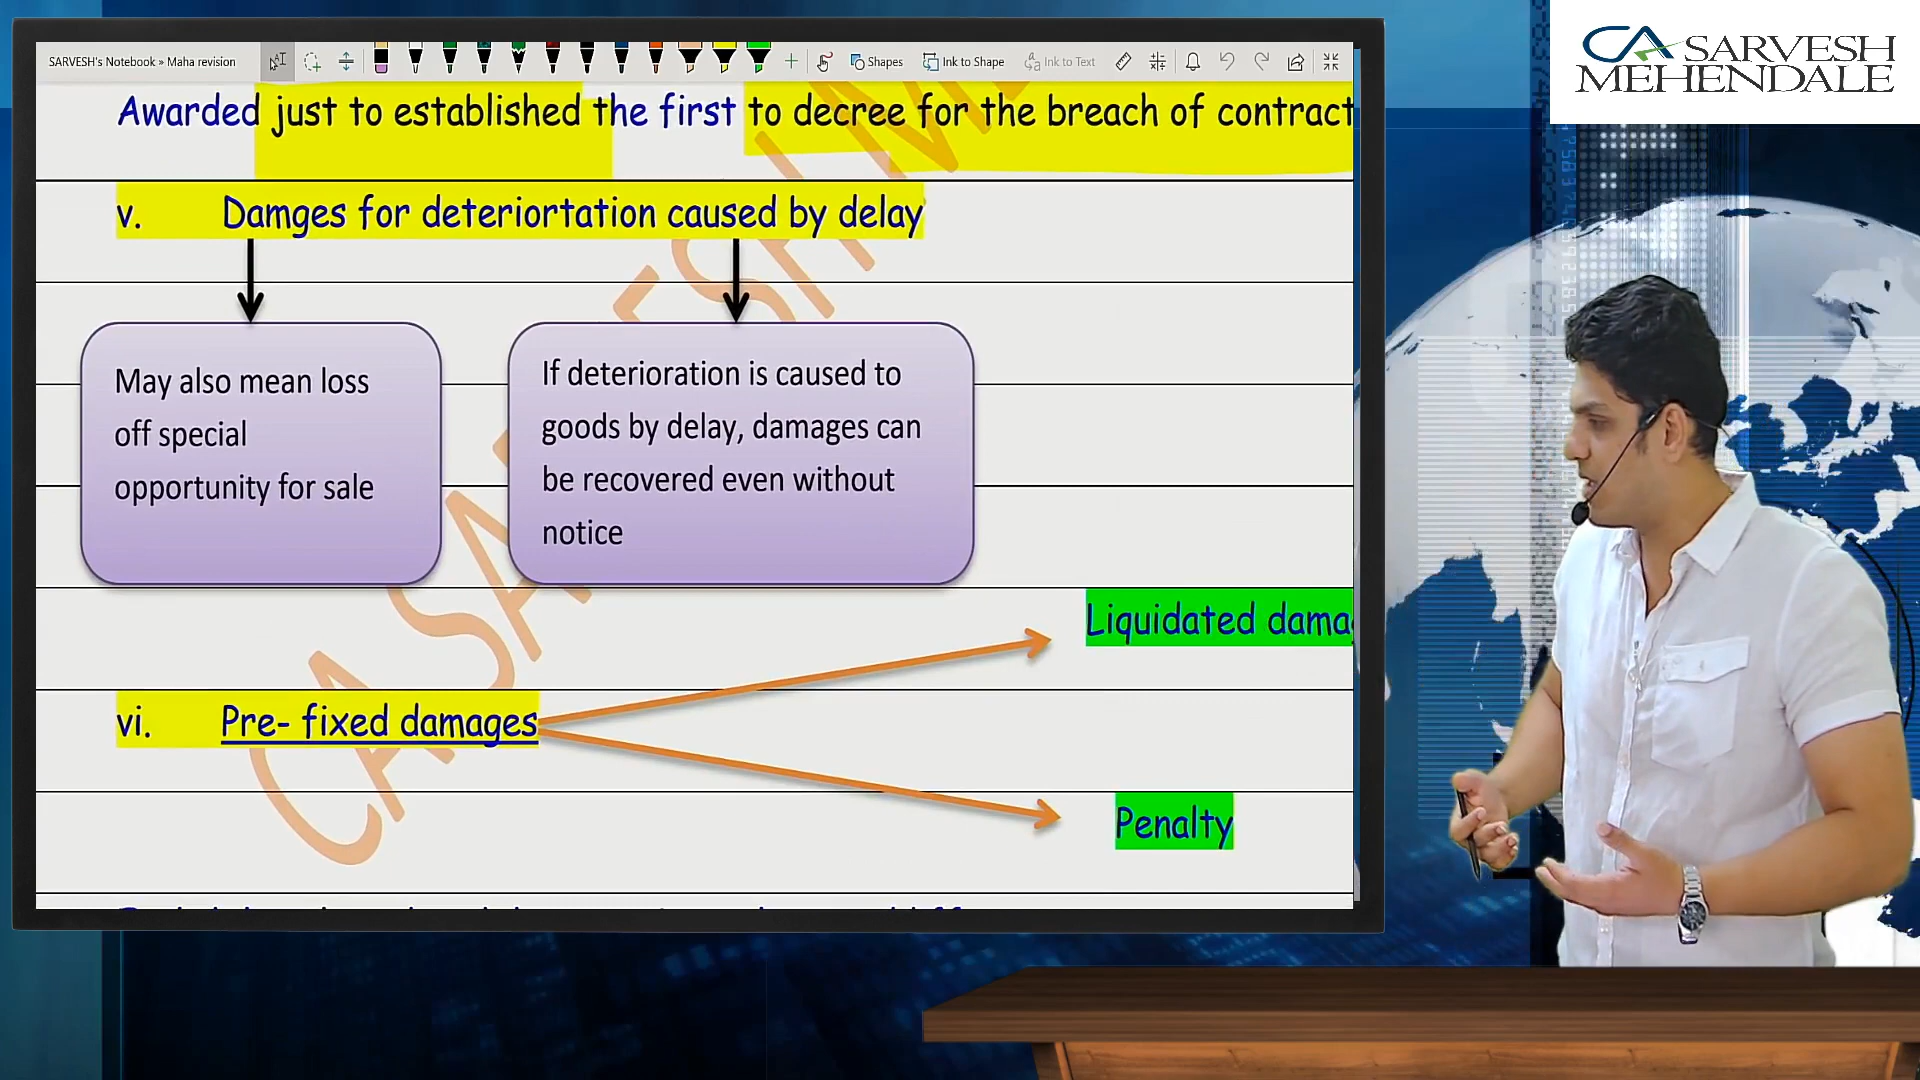 CA SARVESH
MEHENDALE
SARVESH's Notebook » Maha revision
Shapes
Ink to Shape
Ink to Text
Awarded just to established the first to decree for the breach of contract
v. Damges for deteriortation caused by delay
May also mean loss
off special
opportunity for sale
If deterioration is caused to
goods by delay, damages can
be recovered even without
notice
Liquidated dama
vi. Pre- fixed damages
Penalty
CA SA